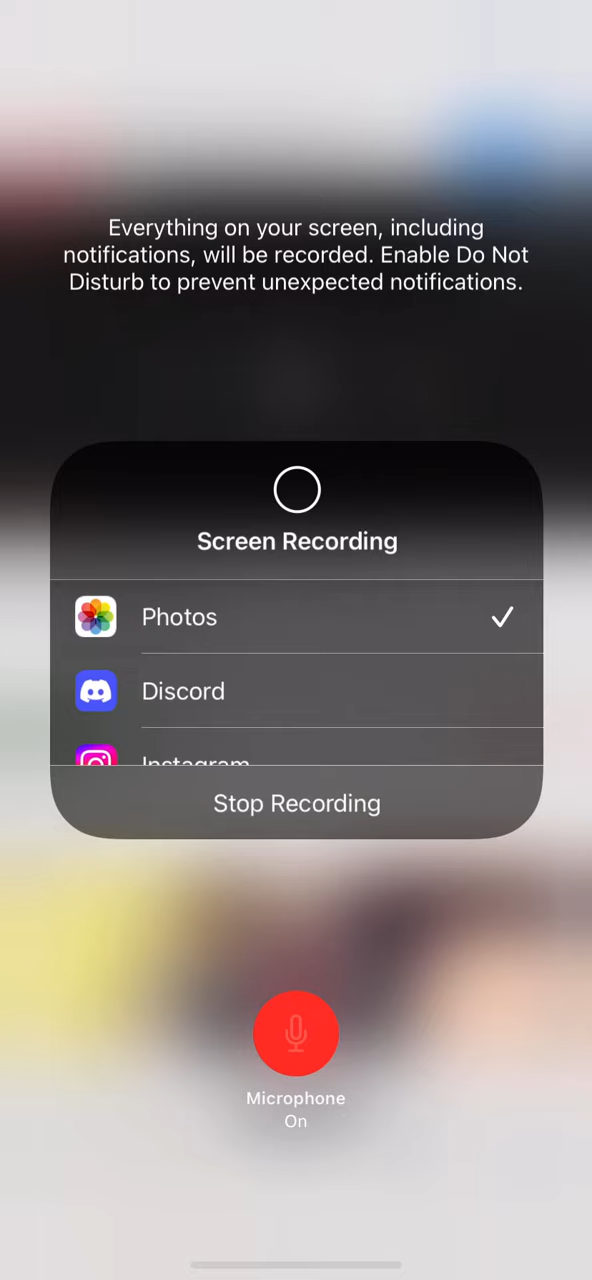 Everything on your screen, including
notifications, will be recorded. Enable Do Not
Disturb to prevent unexpected notifications.
Screen Recording
Photos
Discord
Instagram
Stop Recording
Microphone
On